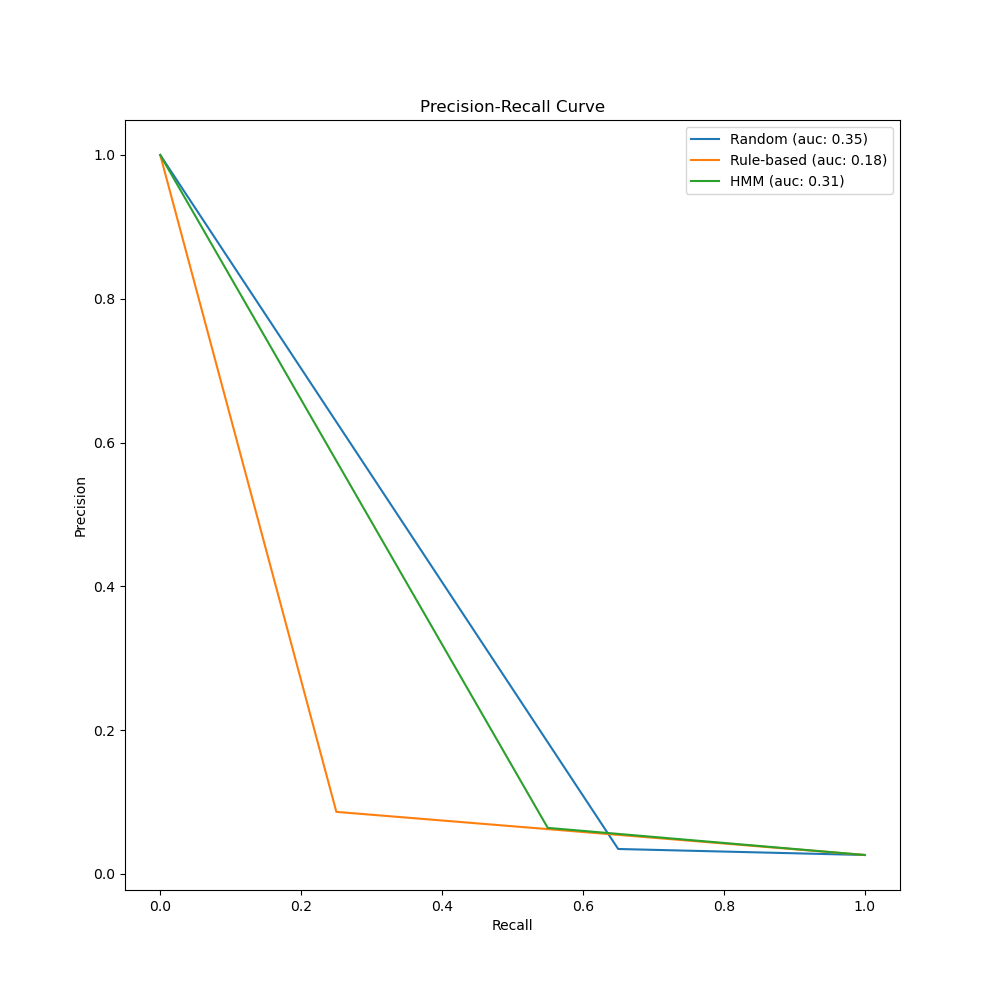 Precision-Recall Curve
Random (auc: 0.35)
Rule-based (auc: 0.18)
HMM (auc: 0.31)
Precision
1.0
0.8
0.6
0.4
0.2
0.0
0.0 0.2 0.4 0.6 0.8 1.0
Recall